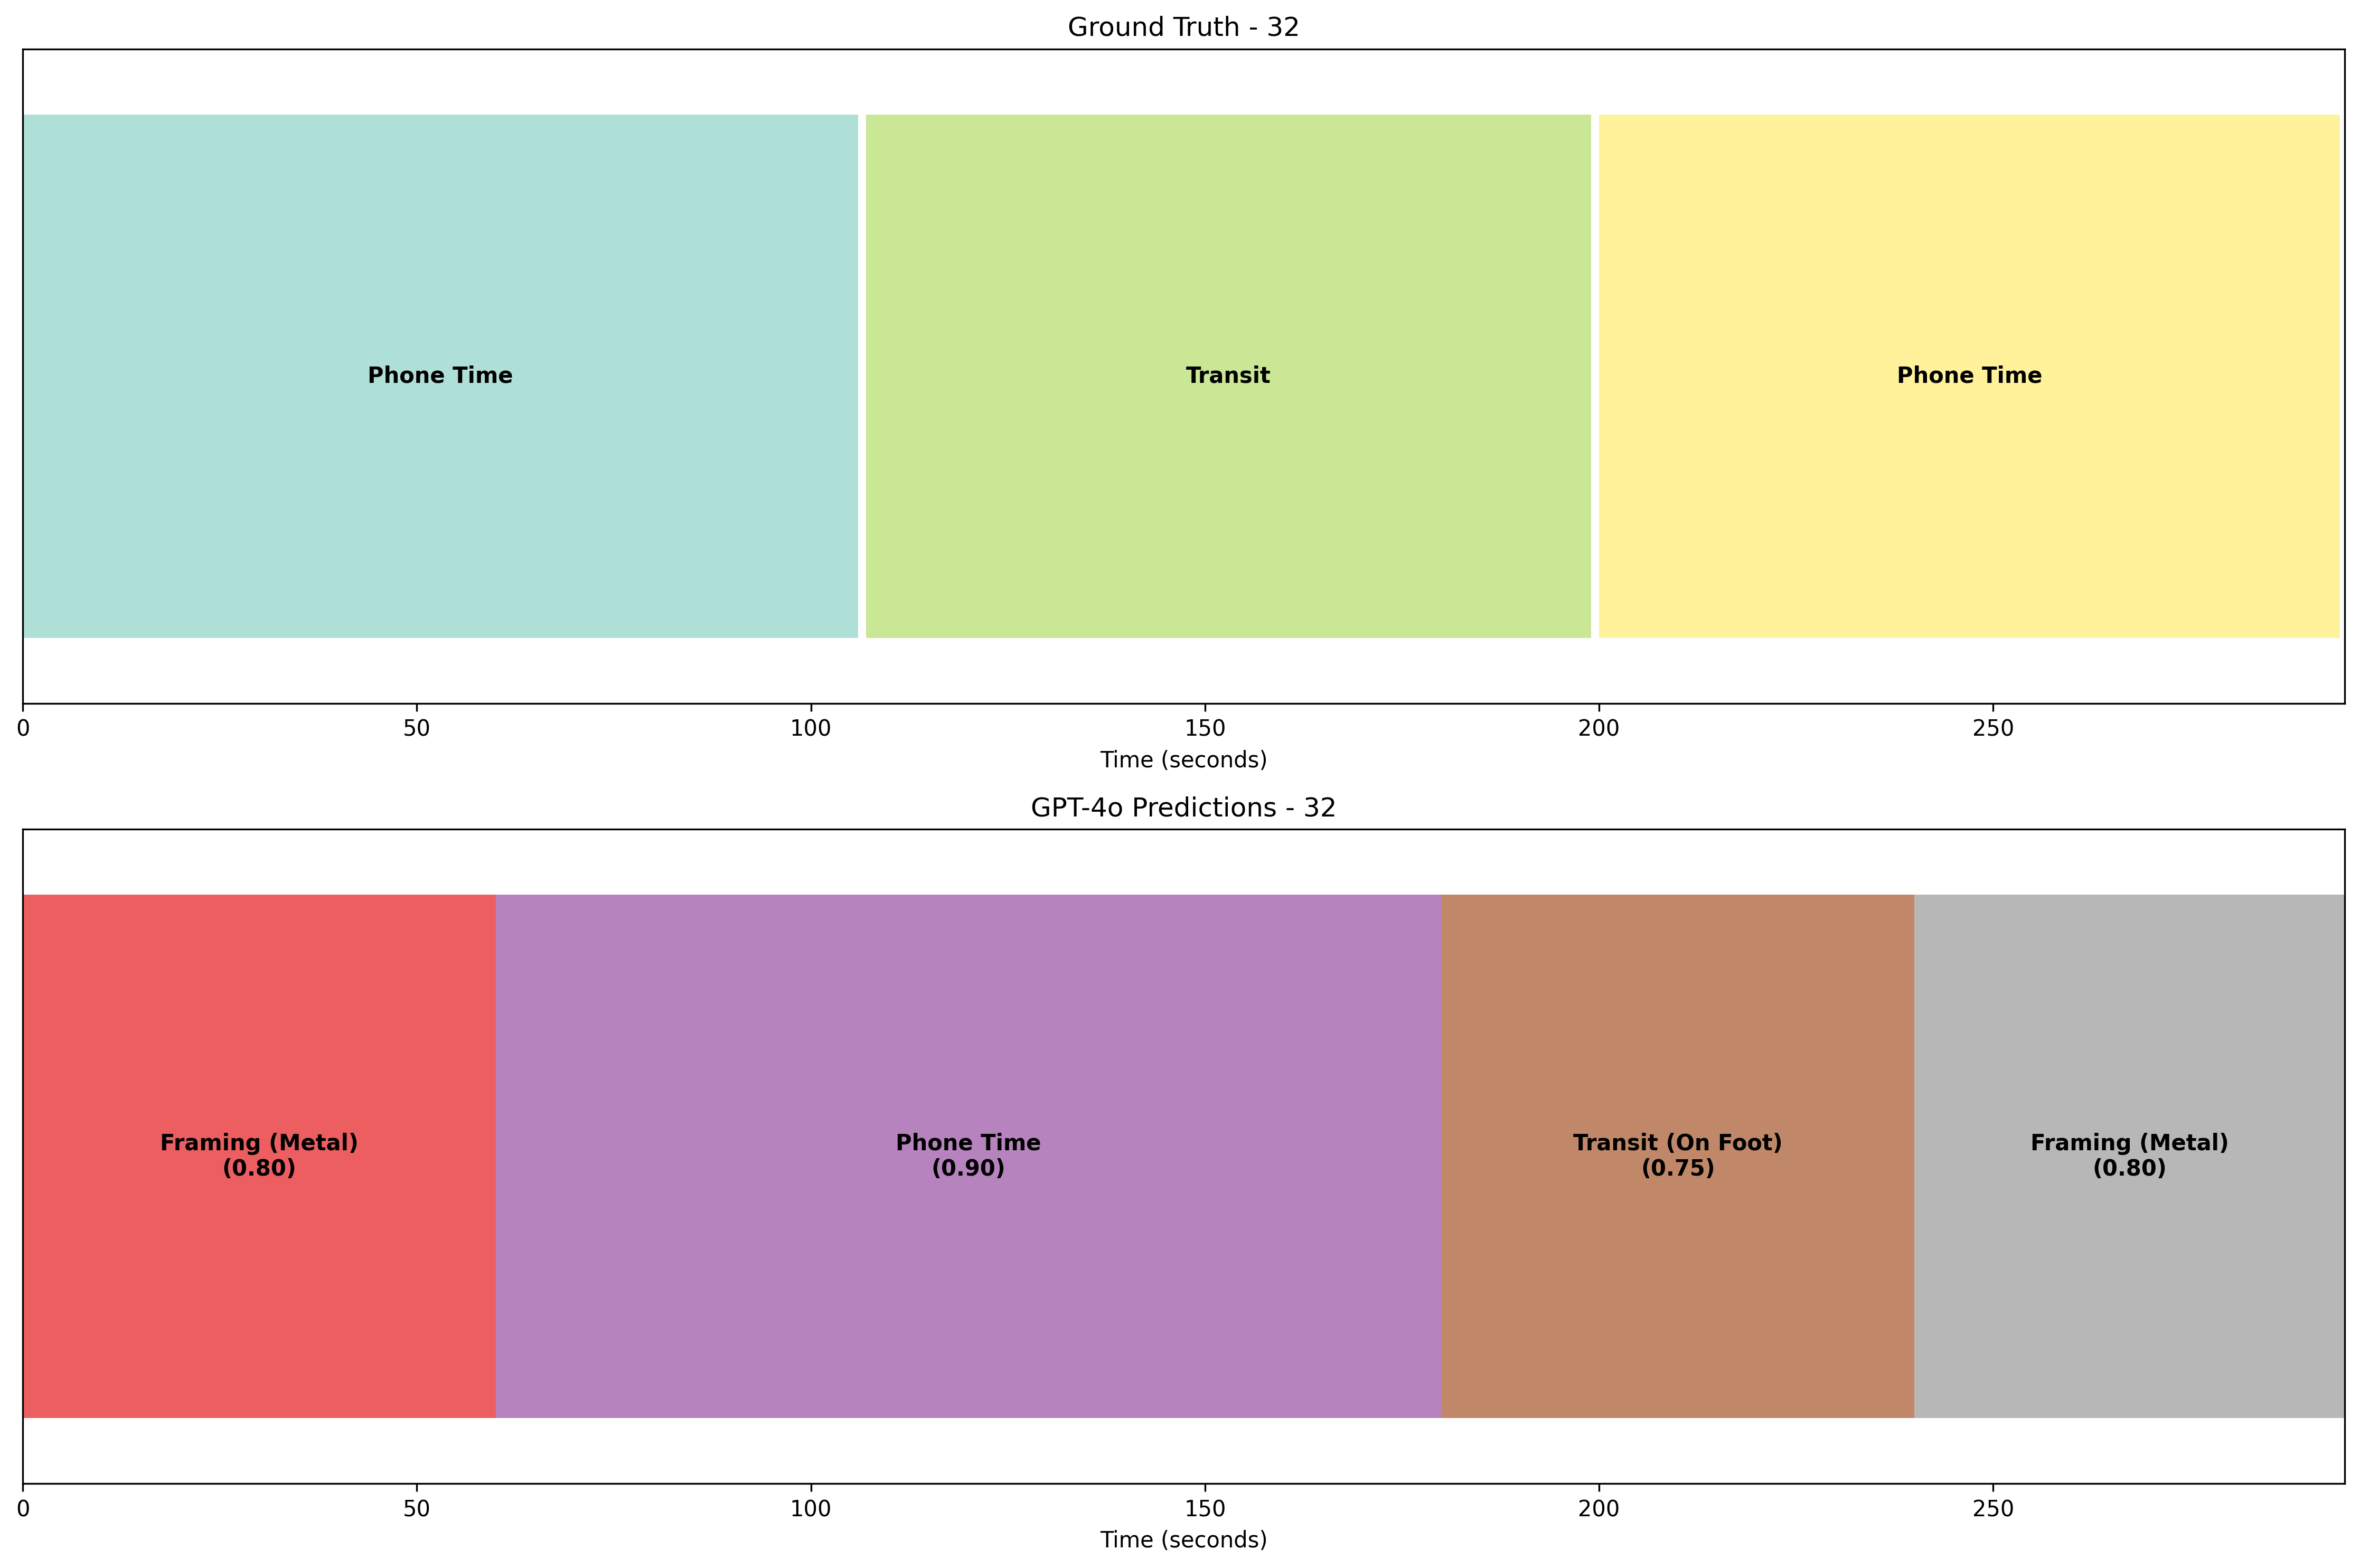 Ground Truth - 32
Phone Time
Transit
Phone Time
0
50
100
150
200
250
Time (seconds)
GPT-4o Predictions - 32
Framing (Metal)
(0.80)
Phone Time
(0.90)
Transit (On Foot)
(0.75)
Framing (Metal)
(0.80)
0
50
100
150
200
250
Time (seconds)